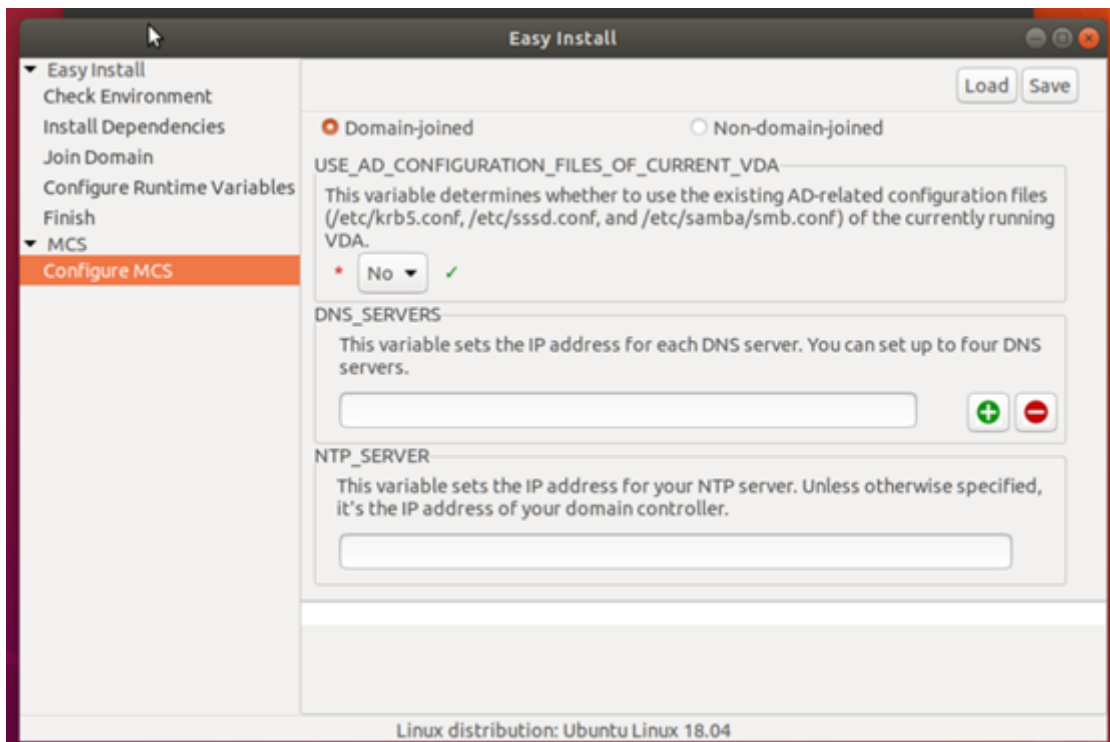 Easy Install
Easy Install
Check Environment
Install Dependencies
Join Domain
Configure Runtime Variables
Finish
MCS
Configure MCS
Load Save
Domain-joined Non-domain-joined
USE_AD_CONFIGURATION_FILES_OF_CURRENT_VDA
This variable determines whether to use the existing AD-related configuration files
(/etc/krb5.conf, /etc/sssd.conf, and /etc/samba/smb.conf) of the currently running
VDA.
* No ✓
DNS_SERVERS
This variable sets the IP address for each DNS server. You can set up to four DNS
servers.
NTP_SERVER
This variable sets the IP address for your NTP server. Unless otherwise specified,
it's the IP address of your domain controller.
Linux distribution: Ubuntu Linux 18.04